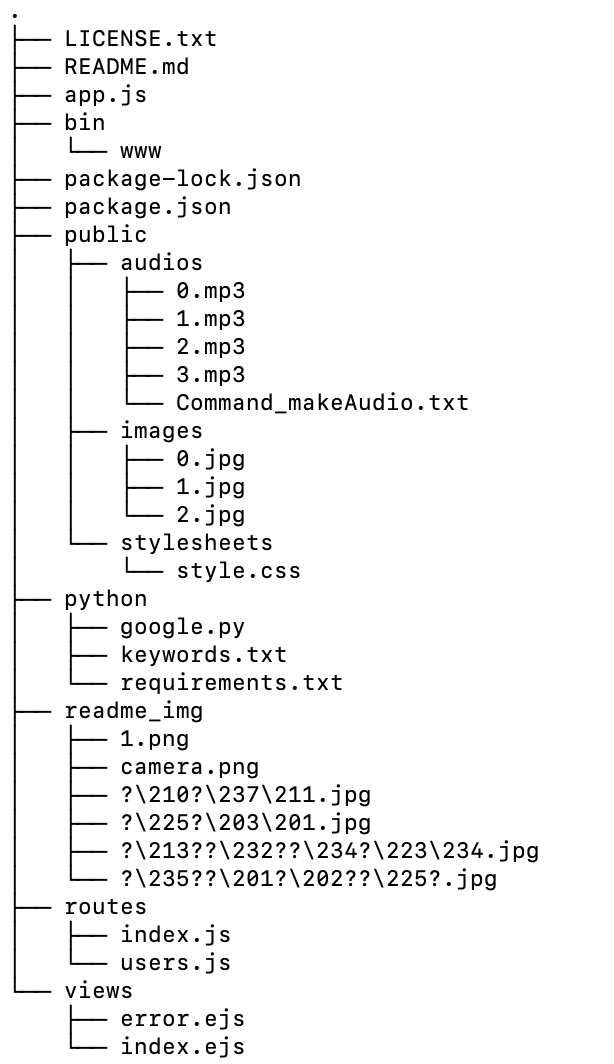 .
├── LICENSE.txt
├── README.md
├── app.js
├── bin
│   └── www
├── package-lock.json
├── package.json
├── public
│   ├── audios
│   │   ├── 0.mp3
│   │   ├── 1.mp3
│   │   ├── 2.mp3
│   │   ├── 3.mp3
│   │   └── Command_makeAudio.txt
│   ├── images
│   │   ├── 0.jpg
│   │   ├── 1.jpg
│   │   └── 2.jpg
│   └── stylesheets
│       └── style.css
├── python
│   ├── google.py
│   ├── keywords.txt
│   └── requirements.txt
├── readme_img
│   ├── 1.png
│   ├── camera.png
│   ├── ?\210?\237\211.jpg
│   ├── ?\225?\203\201.jpg
│   ├── ?\213??\232??\234?\223\234.jpg
│   └── ?\235??\201?\202??\225?.jpg
├── routes
│   ├── index.js
│   └── users.js
└── views
    ├── error.ejs
    └── index.ejs